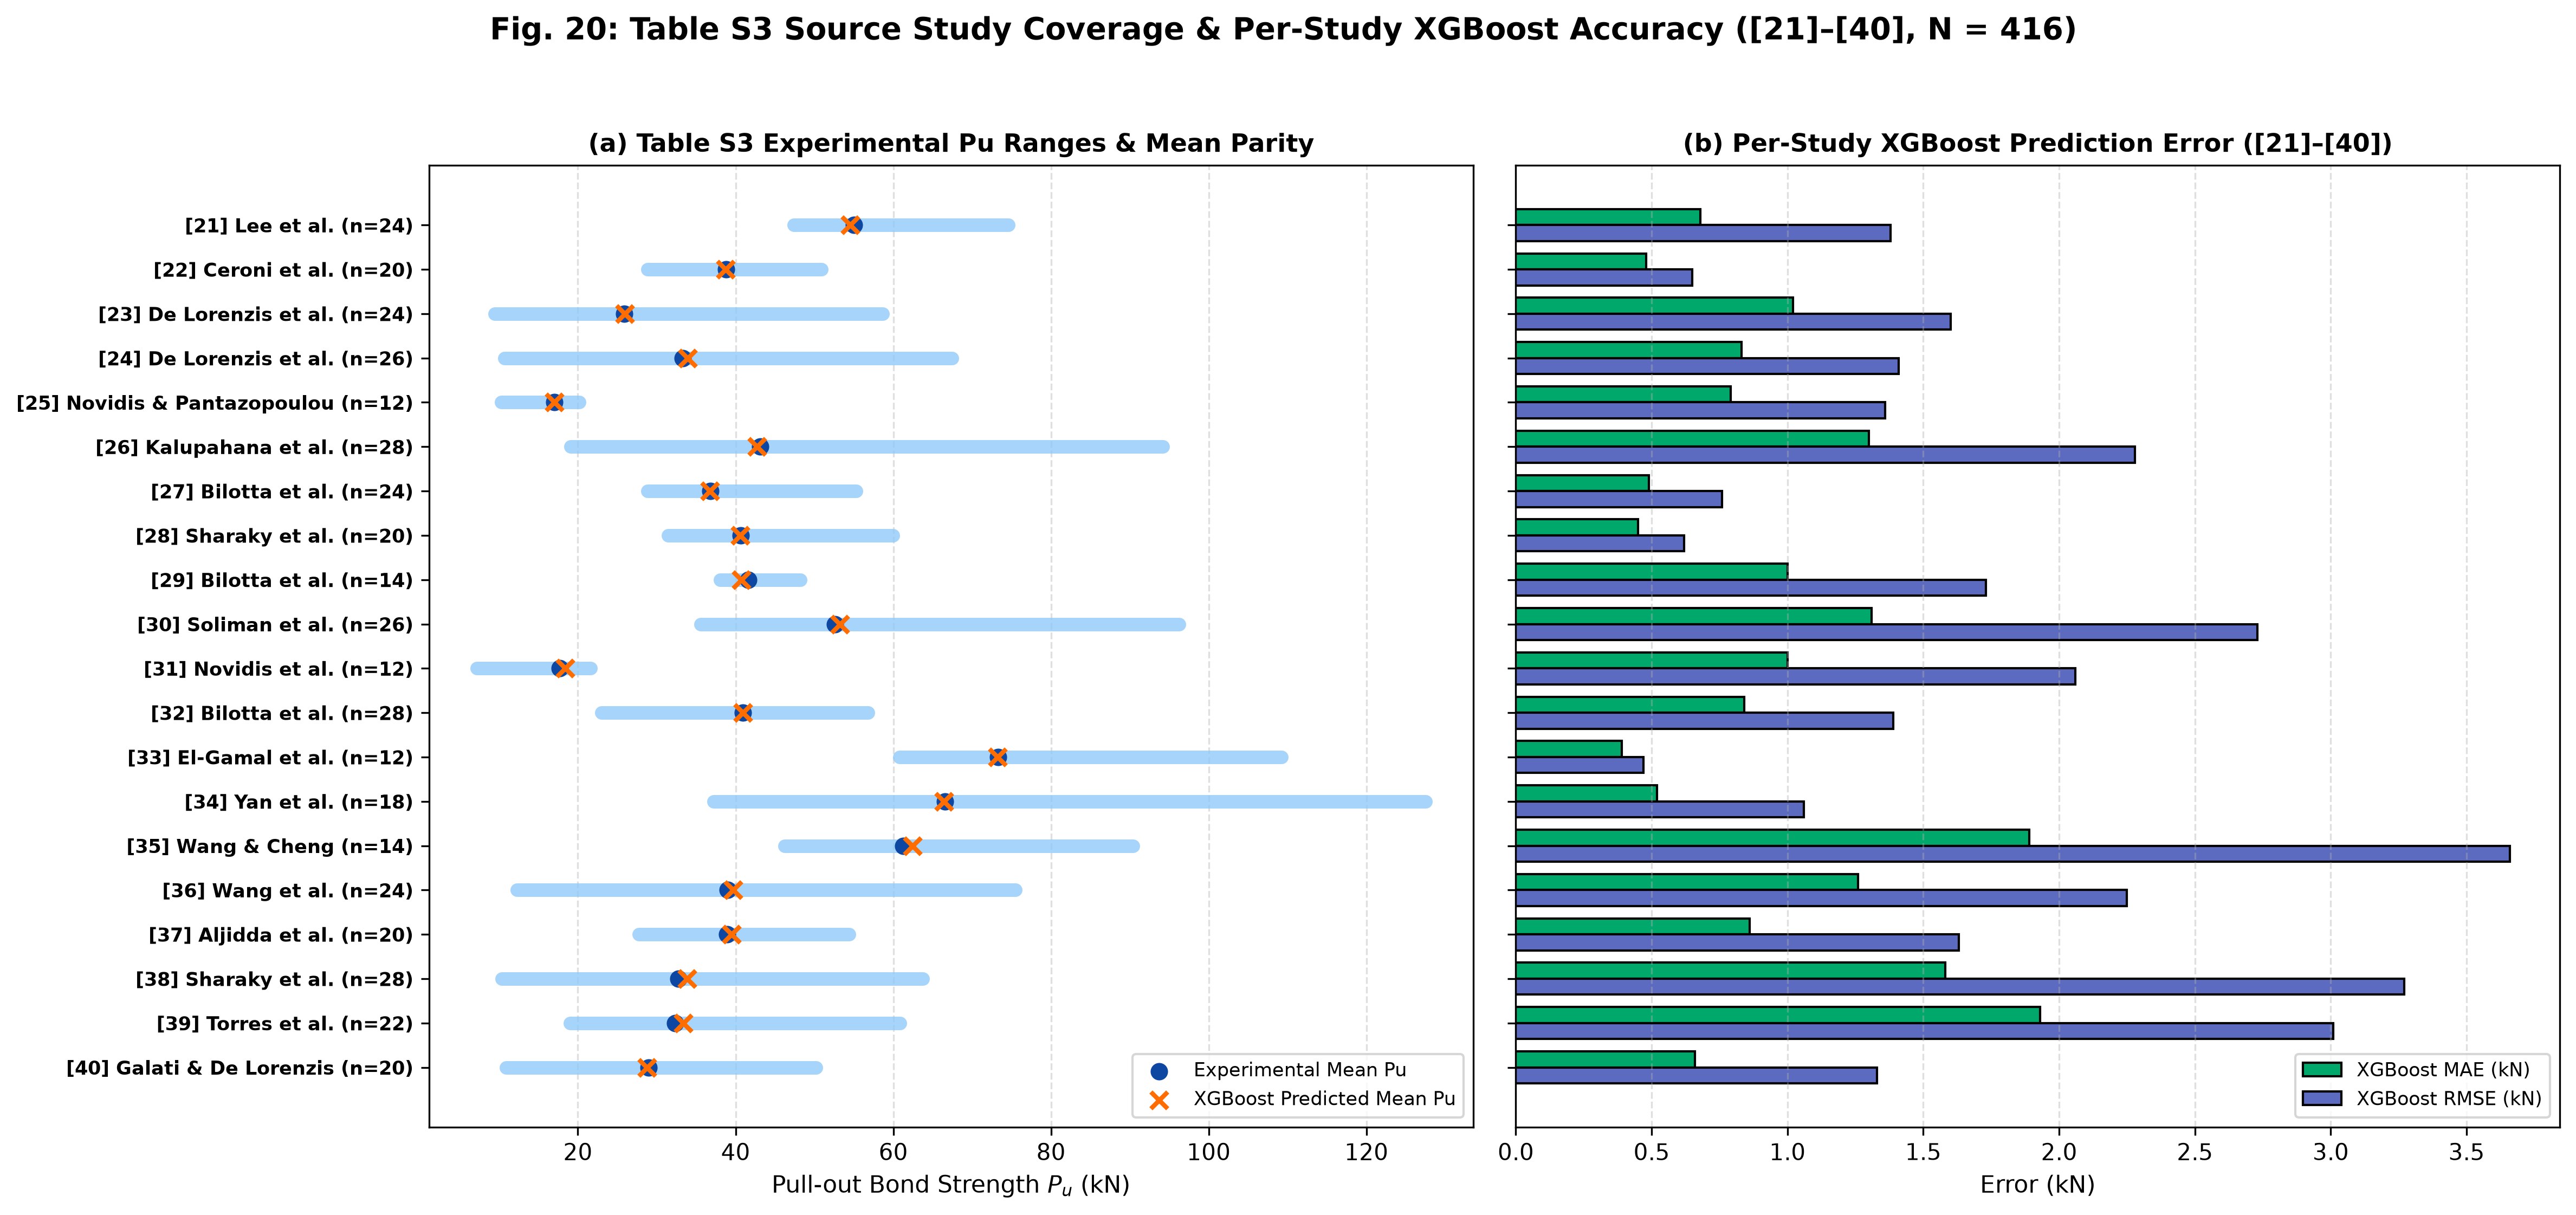 Fig. 20: Table S3 Source Study Coverage & Per-Study XGBoost Accuracy ([21]–[40], N = 416)
(a) Table S3 Experimental Pu Ranges & Mean Parity
[21] Lee et al. (n=24)
[22] Ceroni et al. (n=20)
[23] De Lorenzis et al. (n=24)
[24] De Lorenzis et al. (n=26)
[25] Novidis & Pantazopoulou (n=12)
[26] Kalupahana et al. (n=28)
[27] Bilotta et al. (n=24)
[28] Sharaky et al. (n=20)
[29] Bilotta et al. (n=14)
[30] Soliman et al. (n=26)
[31] Novidis et al. (n=12)
[32] Bilotta et al. (n=28)
[33] El-Gamal et al. (n=12)
[34] Yan et al. (n=18)
[35] Wang & Cheng (n=14)
[36] Wang et al. (n=24)
[37] Aljidda et al. (n=20)
[38] Sharaky et al. (n=28)
[39] Torres et al. (n=22)
[40] Galati & De Lorenzis (n=20)
Experimental Mean Pu
XGBoost Predicted Mean Pu
20 40 60 80 100 120
Pull-out Bond Strength Pu (kN)
(b) Per-Study XGBoost Prediction Error ([21]–[40])
XGBoost MAE (kN)
XGBoost RMSE (kN)
0.0 0.5 1.0 1.5 2.0 2.5 3.0 3.5
Error (kN)